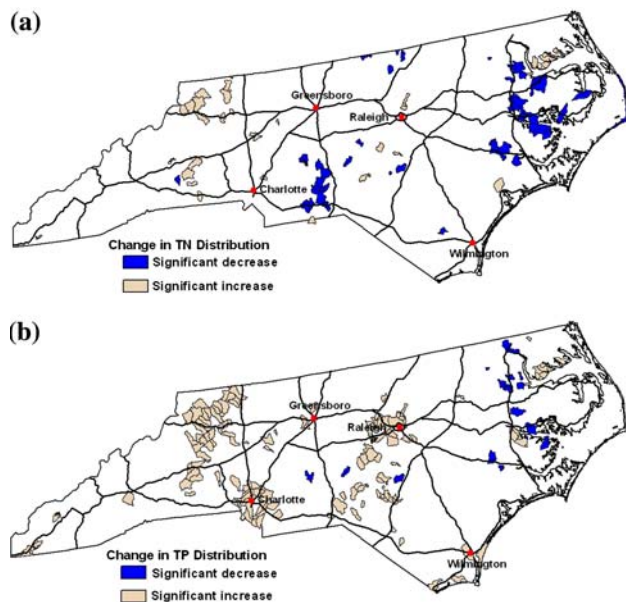 (a)
Greensboro
Raleigh
Charlotte
Wilmington
Change in TN Distribution
Significant decrease
Significant increase
(b)
Greensboro
Raleigh
Charlotte
Wilmington
Change in TP Distribution
Significant decrease
Significant increase